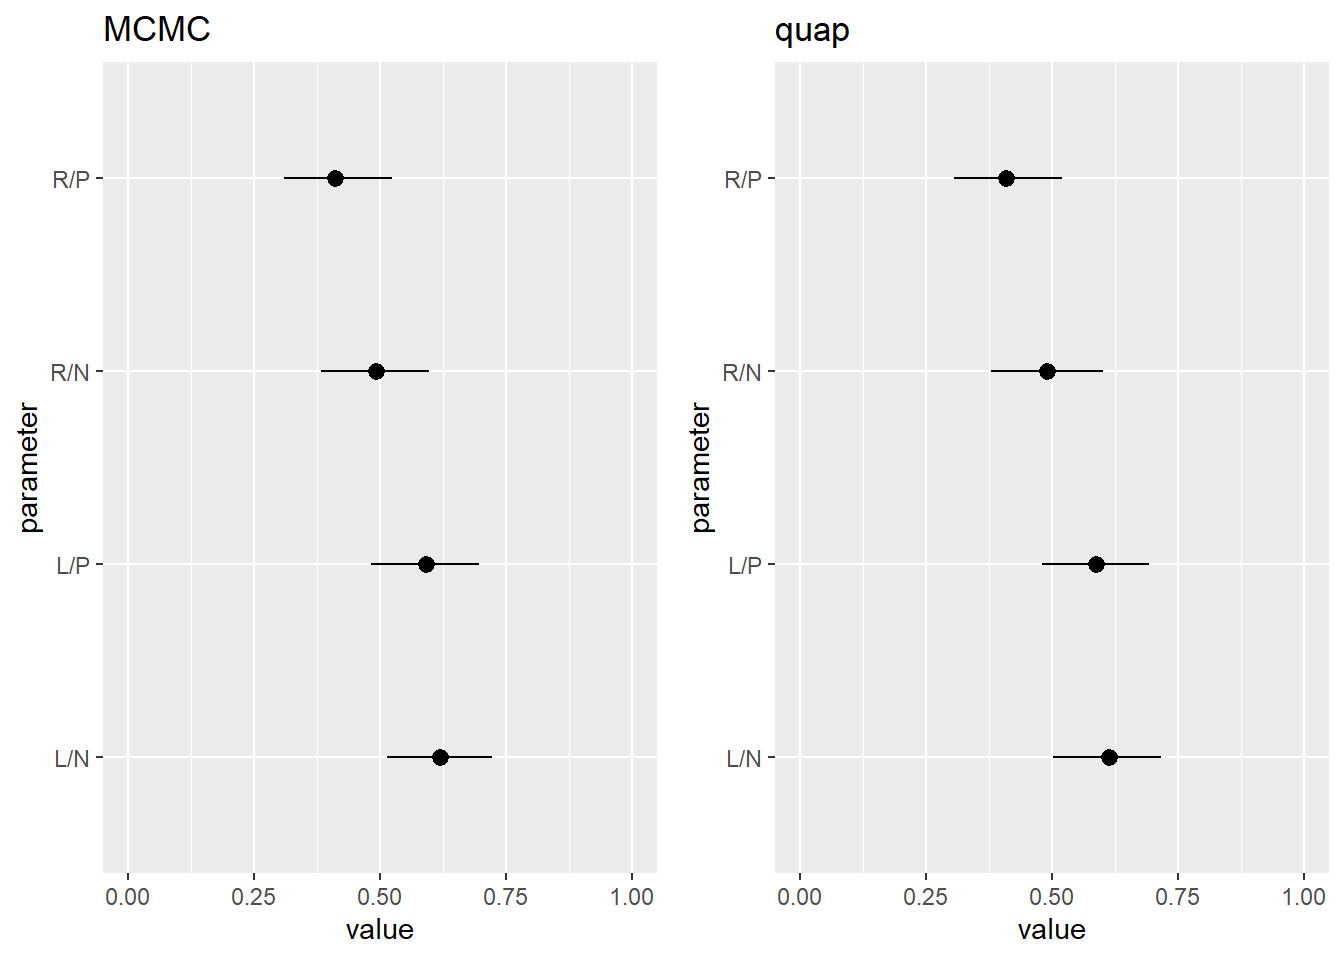 MCMC
parameter
R/P
R/N
L/P
L/N
0.00 0.25 0.50 0.75 1.00
value
quap
parameter
R/P
R/N
L/P
L/N
0.00 0.25 0.50 0.75 1.00
value